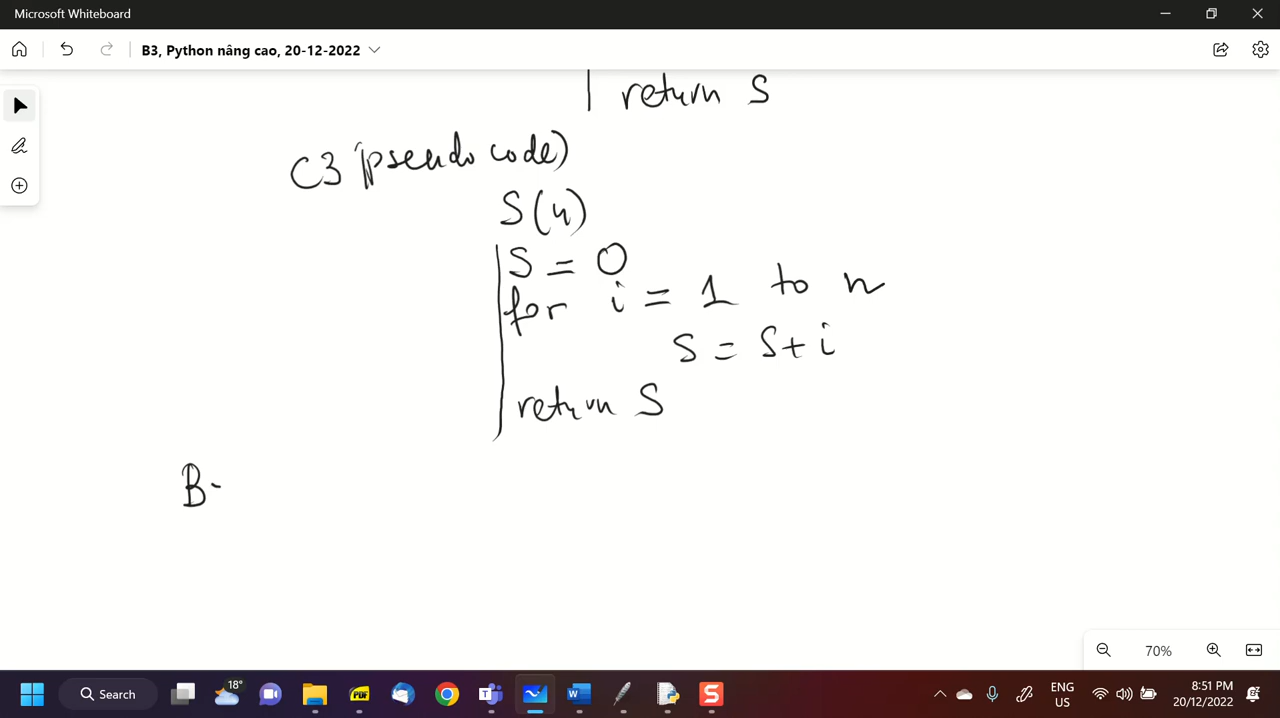 Microsoft Whiteboard
B3, Python nâng cao, 20-12-2022
return S
C3 (pseudo code)
S(n)
S = 0
for i = 1 to n
S = S + i
return S
B-
70%
18°
Search
ENG
US
8:51 PM
20/12/2022